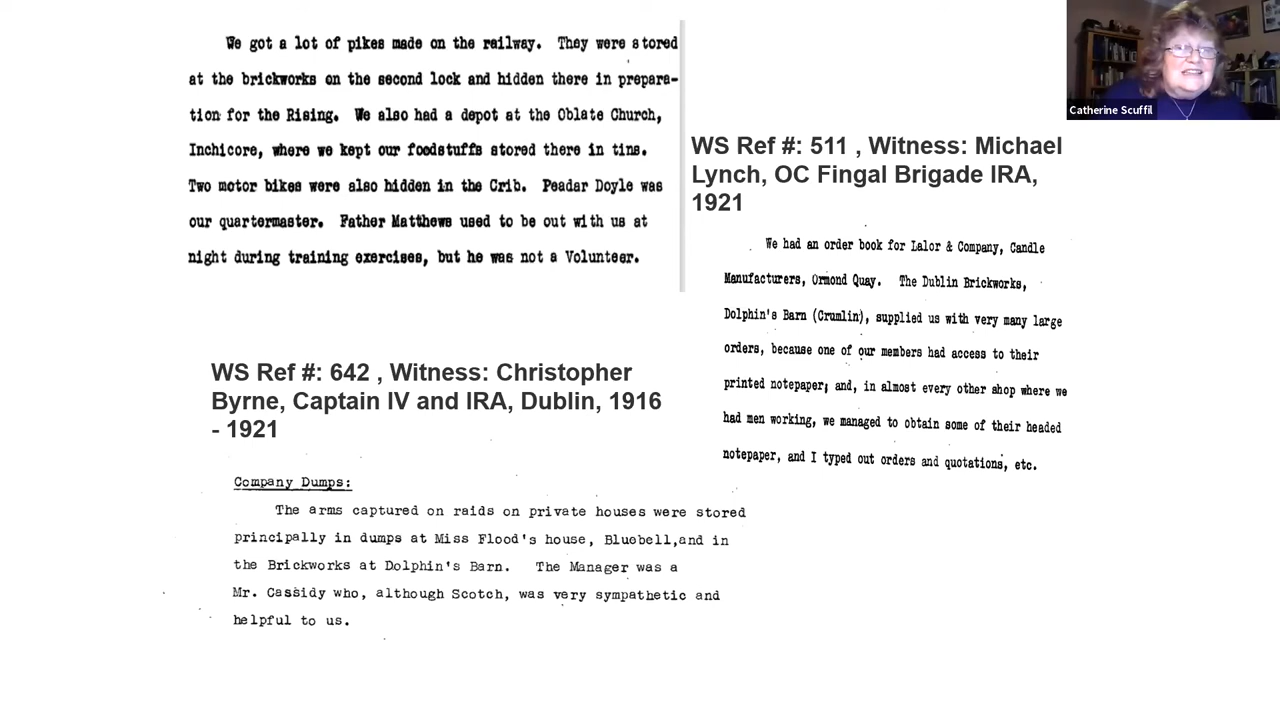 We got a lot of pikes made on the railway. They were stored
at the brickworks on the second lock and hidden there in prepara-
tion for the Rising. We also had a depot at the Oblate Church,
Inchicore, where we kept our foodstuffs stored there in tins.
Two motor bikes were also hidden in the Crib. Peadar Doyle was
our quartermaster. Father Matthews used to be out with us at
night during training exercises, but he was not a Volunteer.
WS Ref #: 642 , Witness: Christopher
Byrne, Captain IV and IRA, Dublin, 1916
- 1921
Company Dumps:
The arms captured on raids on private houses were stored
principally in dumps at Miss Flood's house, Bluebell,and in
the Brickworks at Dolphin's Barn. The Manager was a
Mr. Cassidy who, although Scotch, was very sympathetic and
helpful to us.
Catherine Scuffil
WS Ref #: 511 , Witness: Michael
Lynch, OC Fingal Brigade IRA,
1921
We had an order book for Lalor & Company, Candle
Manufacturers, Ormond Quay. The Dublin Brickworks,
Dolphin's Barn (Crumlin), supplied us with very many large
orders, because one of our members had access to their
printed notepaper; and, in almost every other shop where we
had men working, we managed to obtain some of their headed
notepaper, and I typed out orders and quotations, etc.